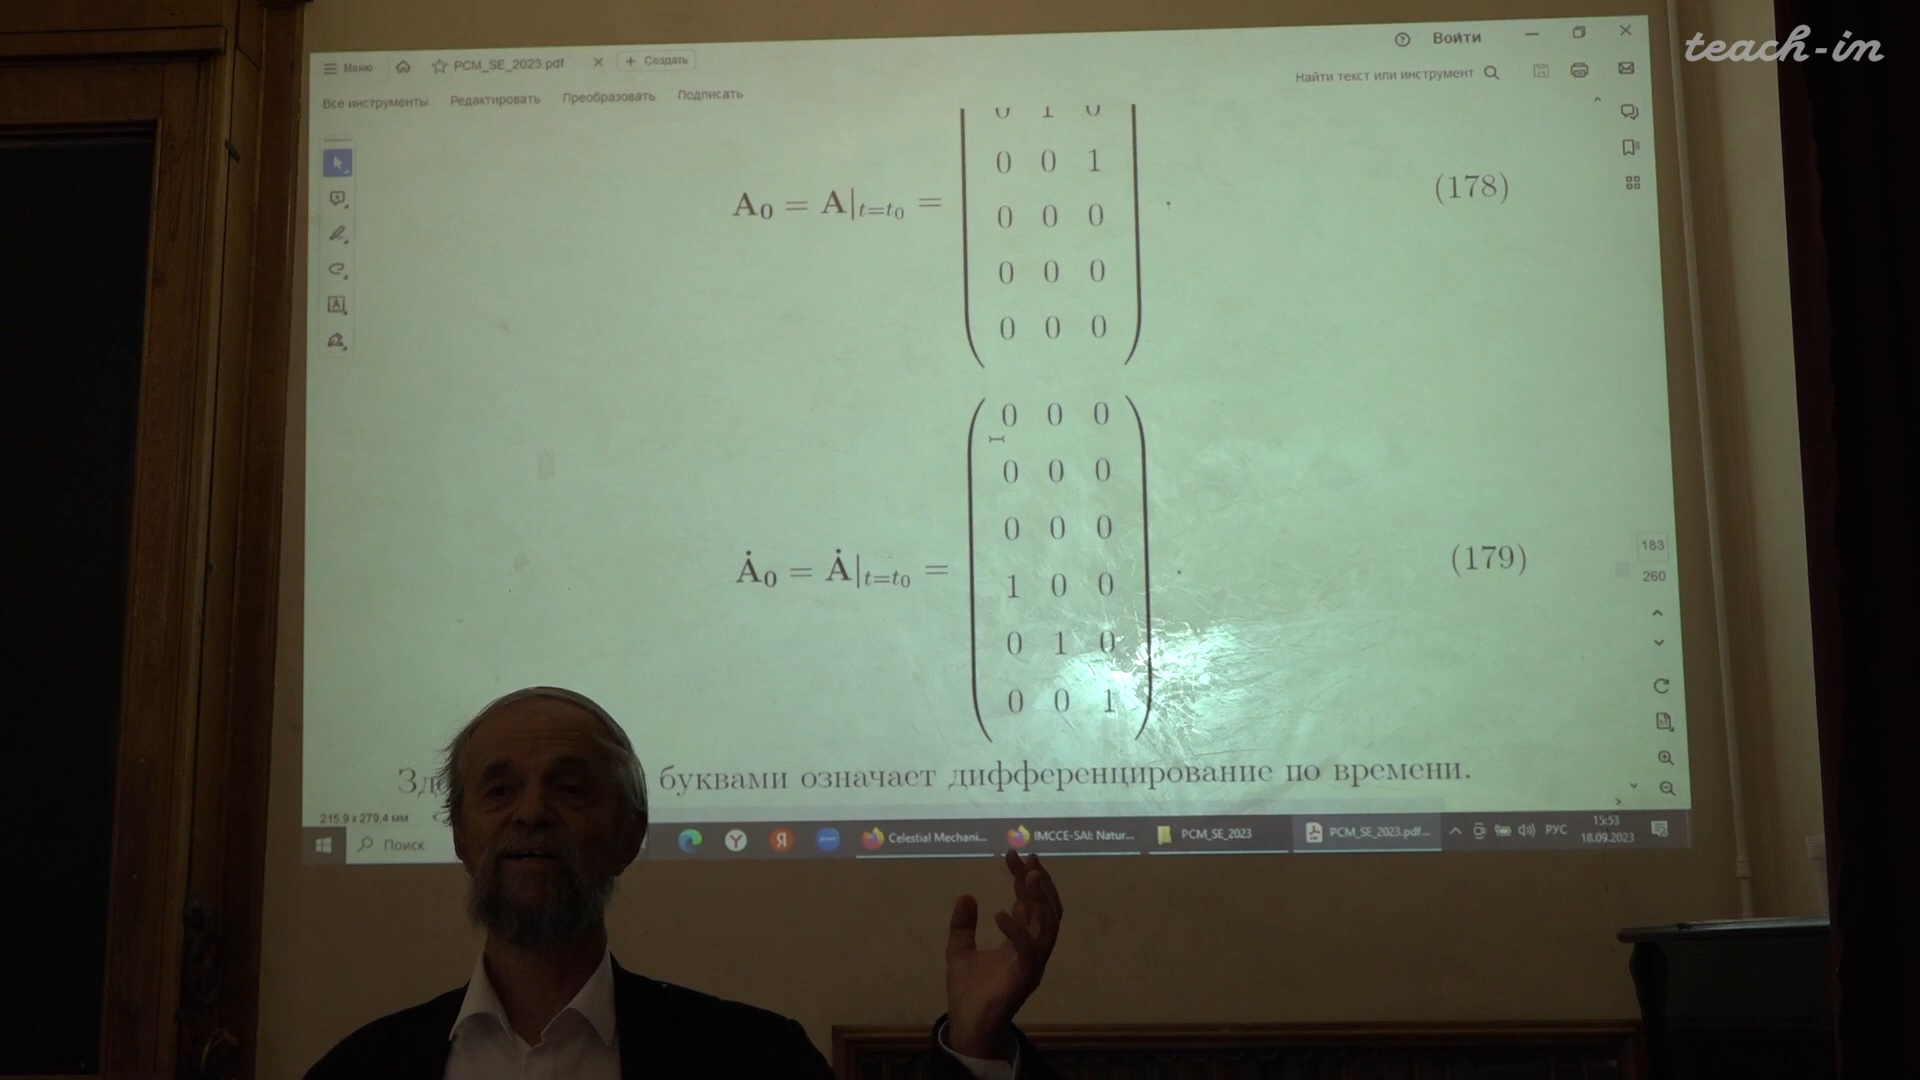 teach-in
Меню
PCM_SE_2023.pdf
Создать
Войти
Все инструменты Редактировать Преобразовать Подписать
Найти текст или инструмент
0 1 0
0 0 1
A₀ = A|ₜ₌ₜ₀ = , (178)
0 0 0
0 0 0
0 0 0
0 0 0
0 0 0
0 0 0
Ȧ₀ = Ȧ|ₜ₌ₜ₀ = . (179)
1 0 0
0 1 0
0 0 1
183
260
буквами означает дифференцирование по времени.
215,9 x 279,4 мм
Поиск
Celestial Mechani...
IMCCE-SAI: Natur...
PCM_SE_2023
PCM_SE_2023.pdf...
РУС
15:53
18.09.2023